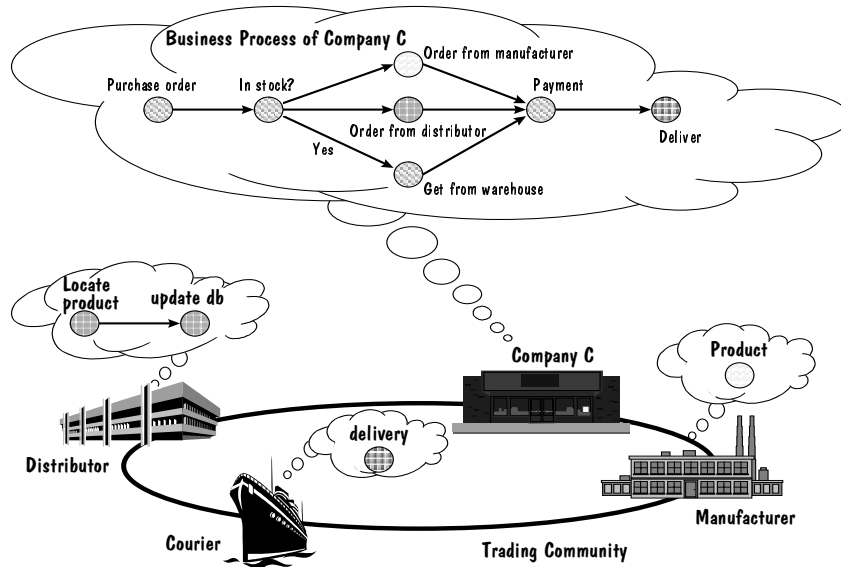 Business Process of Company C
Order from manufacturer
Purchase order
In stock?
Payment
Order from distributor
Deliver
Yes
Get from warehouse
Locate
product
update db
Company C
Product
delivery
Distributor
Manufacturer
Courier
Trading Community